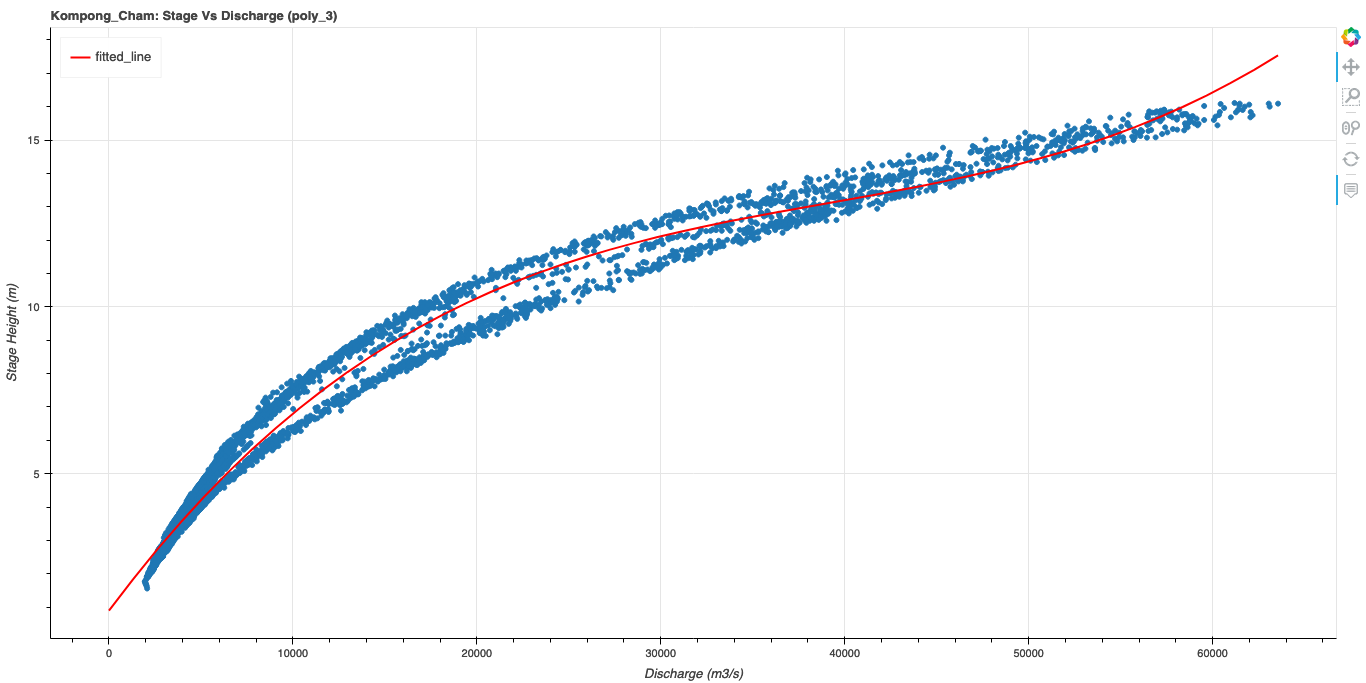 Kompong_Cham: Stage Vs Discharge (poly_3)
fitted_line
15
10
5
Stage Height (m)
0 10000 20000 30000 40000 50000 60000
Discharge (m3/s)